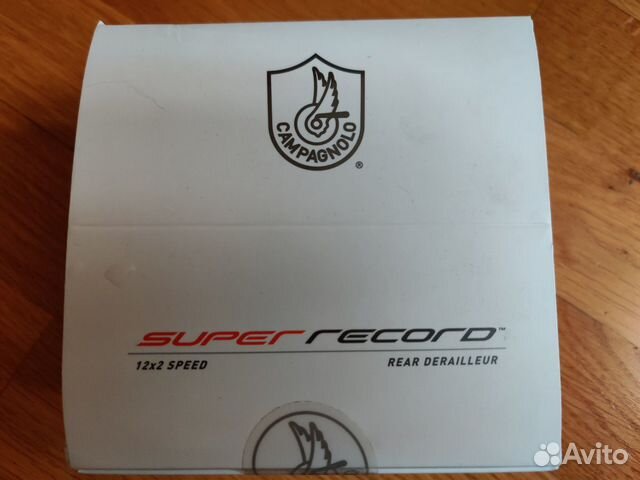 CAMPAGNOLO
®
SUPER RECORD™
12x2 SPEED
REAR DERAILLEUR
Avito